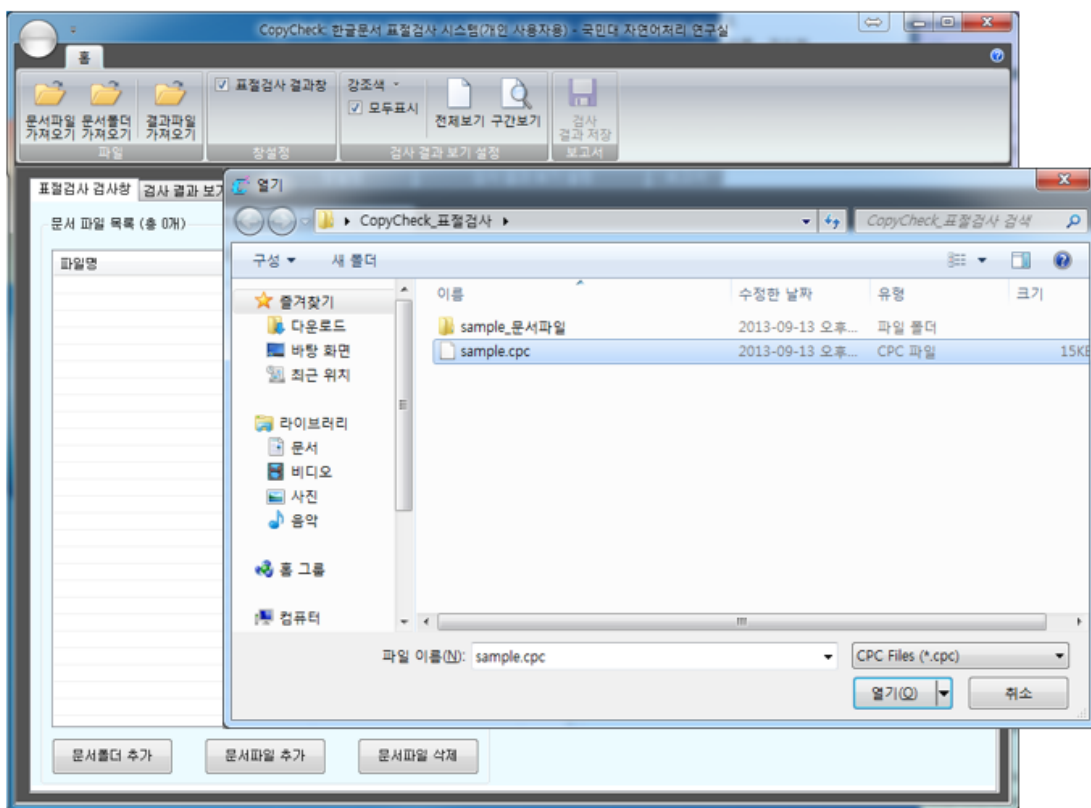 CopyCheck: 한글문서 표절검사 시스템(개인 사용자용) - 국민대 자연어처리 연구실
홈
문서파일 가져오기
문서폴더 가져오기
결과파일 가져오기
파일
표절검사 결과창
창설정
강조색
모두표시
전체보기
구간보기
검사 결과 보기 설정
검사 결과 저장
보고서
표절검사 검사창
검사 결과 보기
문서 파일 목록 (총 0개)
파일명
열기
CopyCheck_표절검사
CopyCheck_표절검사 검색
구성
새 폴더
이름
수정한 날짜
유형
크기
sample_문서파일
2013-09-13 오후...
파일 폴더
sample.cpc
2013-09-13 오후...
CPC 파일
15KB
즐겨찾기
다운로드
바탕 화면
최근 위치
라이브러리
문서
비디오
사진
음악
홈 그룹
컴퓨터
파일 이름(N):
sample.cpc
CPC Files (*.cpc)
열기(O)
취소
문서폴더 추가
문서파일 추가
문서파일 삭제